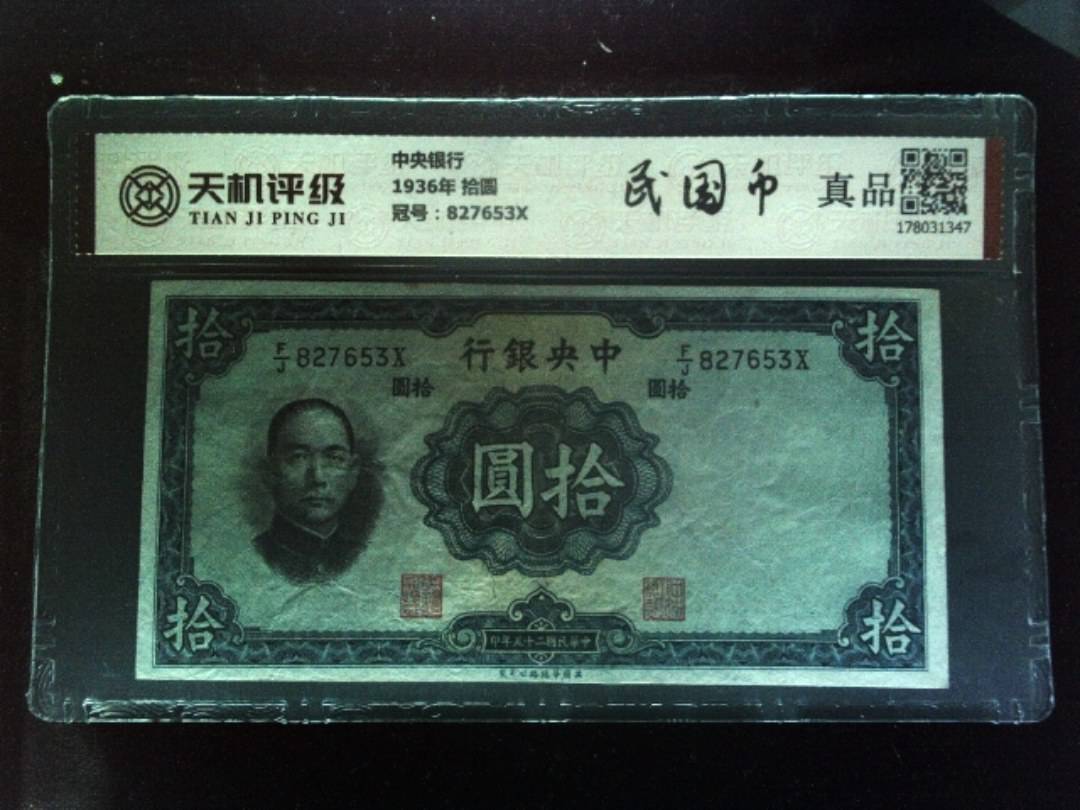 天机评级
TIAN JI PING JI
中央银行
1936年 拾圓
冠号：827653X
民国币
真品
178031347
拾
拾
F/J 827653X
行銀央中
F/J 827653X
圓拾
圓拾
圓拾
拾
拾
印年五十二國民華中